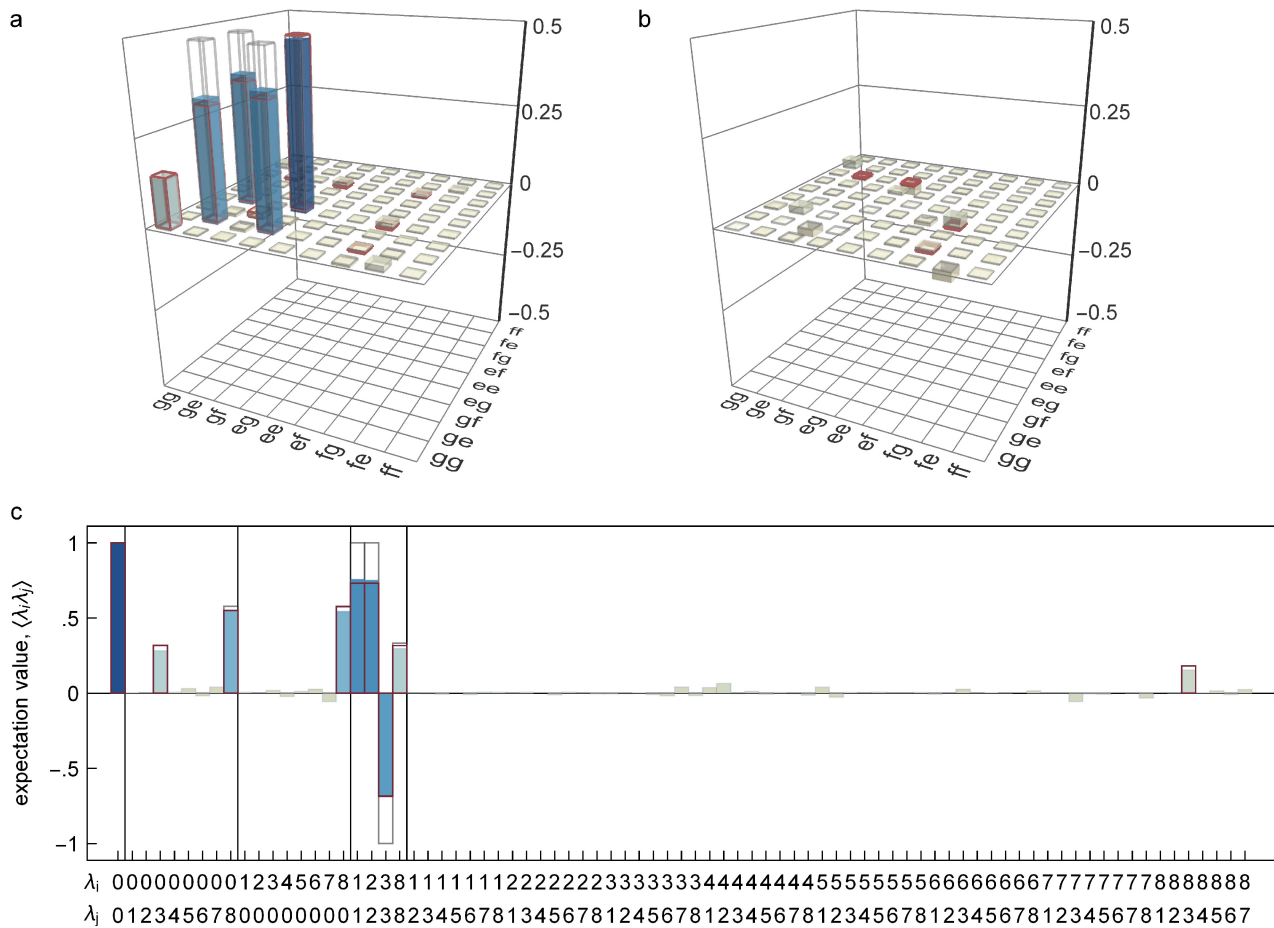 a
b
0.5
0.25
0
−0.25
−0.5
ff
fe
fg
ef
ee
eg
gf
ge
gg
gg
ge
gf
eg
ee
ef
fg
fe
ff
0.5
0.25
0
−0.25
−0.5
ff
fe
fg
ef
ee
eg
gf
ge
gg
gg
ge
gf
eg
ee
ef
fg
fe
ff
c
expectation value, ⟨λiλj⟩
1
.5
0
-.5
-1
λi 000000000123456781238111111122222223333333444444445555555566666666777777778888888
λj 012345678000000001238234567813456781245678123456781234567812345678123456781234567